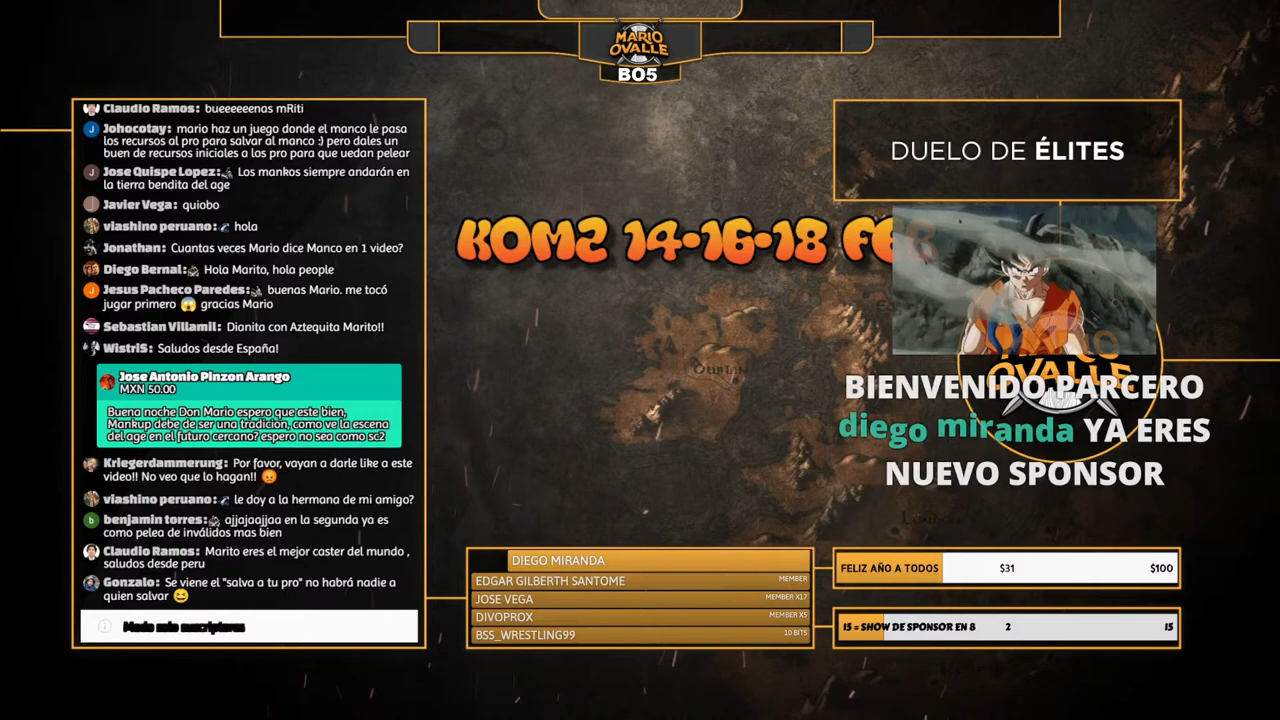 MARIO
OVALLE
BO5
Claudio Ramos: bueeeeeenas mRiti
Johocotay: mario haz un juego donde el manco le pasa
los recursos al pro para salvar al manco :) pero dales un
buen de recursos iniciales a los pro para que uedan pelear
Jose Quispe Lopez: Los mankos siempre andarán en
la tierra bendita del age
Javier Vega: quiobo
vlashino peruano: hola
Jonathan: Cuantas veces Mario dice Manco en 1 video?
Diego Bernal: Hola Marito, hola people
Jesus Pacheco Paredes: buenas Mario. me tocó
jugar primero 😱 gracias Mario
Sebastian Villamil: Dianita con Aztequita Marito!!
WistriS: Saludos desde España!
Jose Antonio Pinzon Arango
MXN 50.00
Buena noche Don Mario espero que este bien,
Mankup debe de ser una tradicion, como ve la escena
del age en el futuro cercano? espero no sea como sc2
Kriegerdammerung: Por favor, vayan a darle like a este
video!! No veo que lo hagan!! 😡
vlashino peruano: le doy a la hermana de mi amigo?
benjamin torres: ajjajaajjaa en la segunda ya es
como pelea de inválidos mas bien
Claudio Ramos: Marito eres el mejor caster del mundo ,
saludos desde peru
Gonzalo: Se viene el "salva a tu pro" no habrá nadie a
quien salvar 😆
Modo solo suscriptores
KOM2 14•16•18 FEB
DUBLIN
LONDON
DUELO DE ÉLITES
OVALLE
BIENVENIDO PARCERO
diego miranda YA ERES
NUEVO SPONSOR
DIEGO MIRANDA
EDGAR GILBERTH SANTOME MEMBER
JOSE VEGA MEMBER X17
DIVOPROX MEMBER X5
BSS_WRESTLING99 10 BITS
FELIZ AÑO A TODOS $31 $100
15 = SHOW DE SPONSOR EN 8 2 15